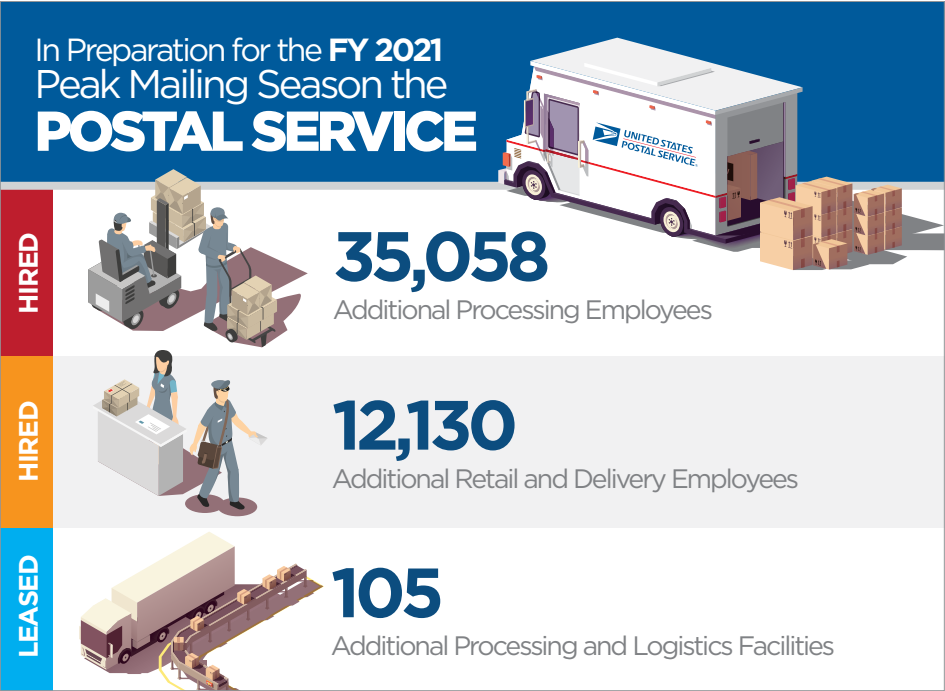 In Preparation for the FY 2021
Peak Mailing Season the
POSTAL SERVICE
UNITED STATES
POSTAL SERVICE®
HIRED
35,058
Additional Processing Employees
HIRED
12,130
Additional Retail and Delivery Employees
LEASED
105
Additional Processing and Logistics Facilities